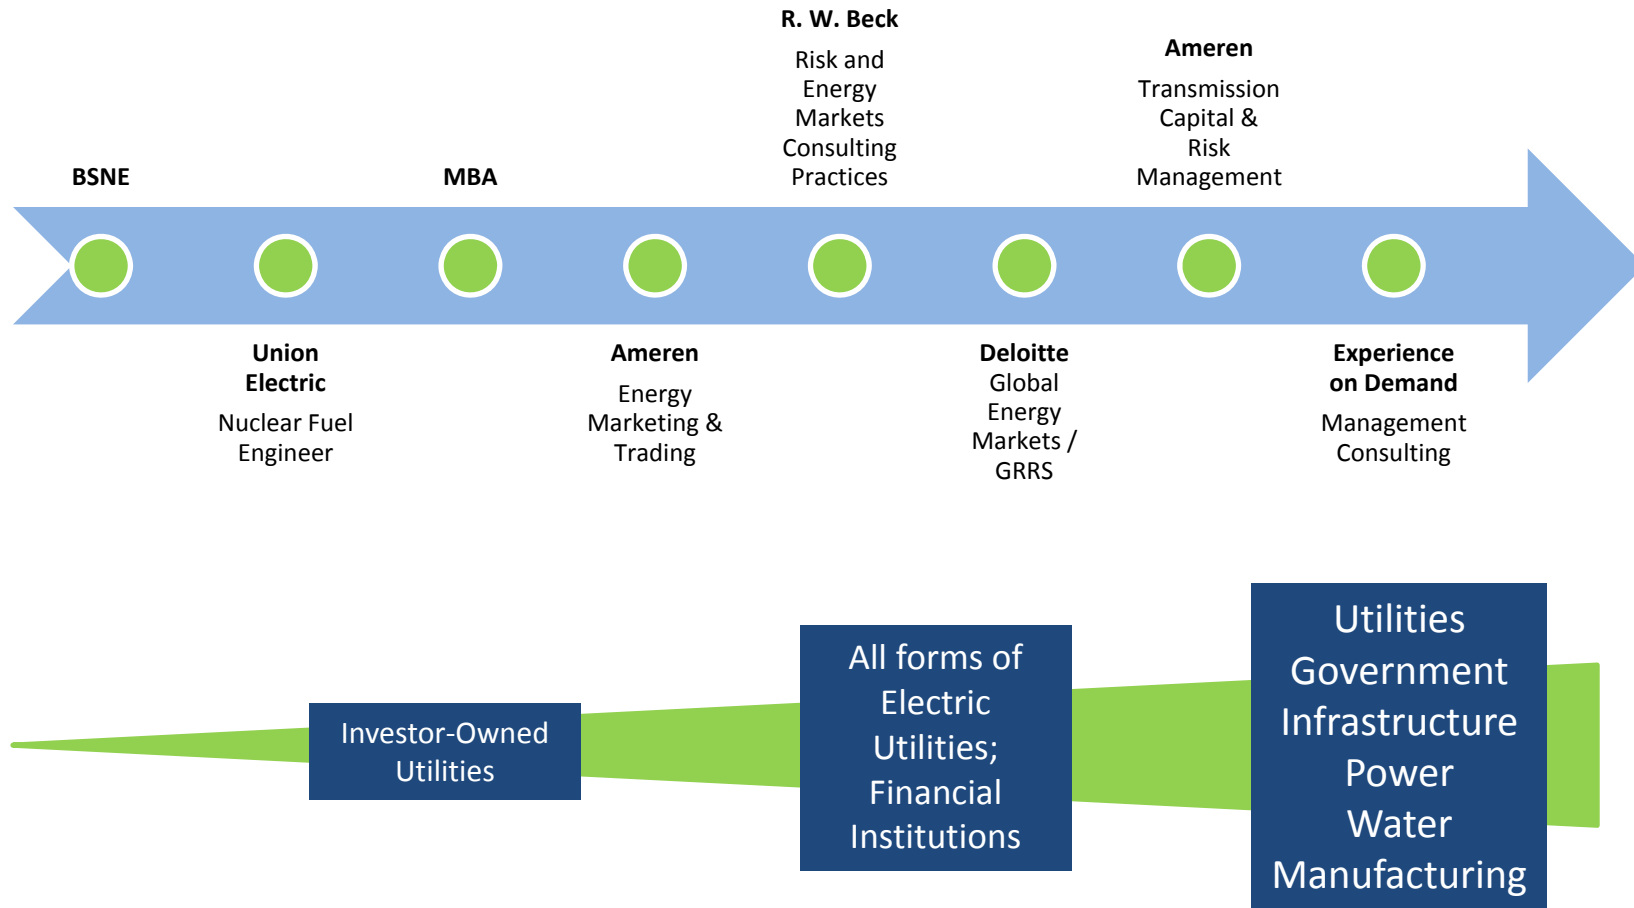 BSNE
Union
Electric
Nuclear Fuel
Engineer
MBA
Ameren
Energy
Marketing &
Trading
R. W. Beck
Risk and
Energy
Markets
Consulting
Practices
Deloitte
Global
Energy
Markets /
GRRS
Ameren
Transmission
Capital &
Risk
Management
Experience
on Demand
Management
Consulting
Investor-Owned
Utilities
All forms of
Electric
Utilities;
Financial
Institutions
Utilities
Government
Infrastructure
Power
Water
Manufacturing